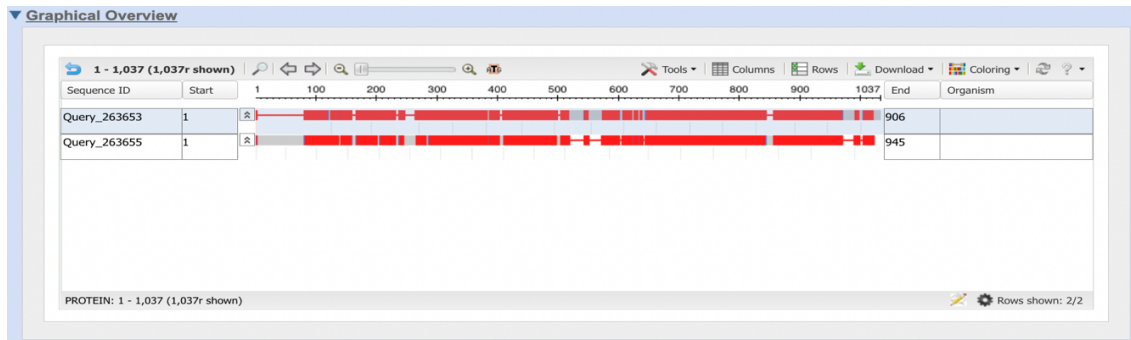 Graphical Overview
1 - 1,037 (1,037r shown) Tools Columns Rows Download Coloring ?
Sequence ID Start 1 100 200 300 400 500 600 700 800 900 1037 End Organism
Query_263653 1 906
Query_263655 1 945
PROTEIN: 1 - 1,037 (1,037r shown) Rows shown: 2/2